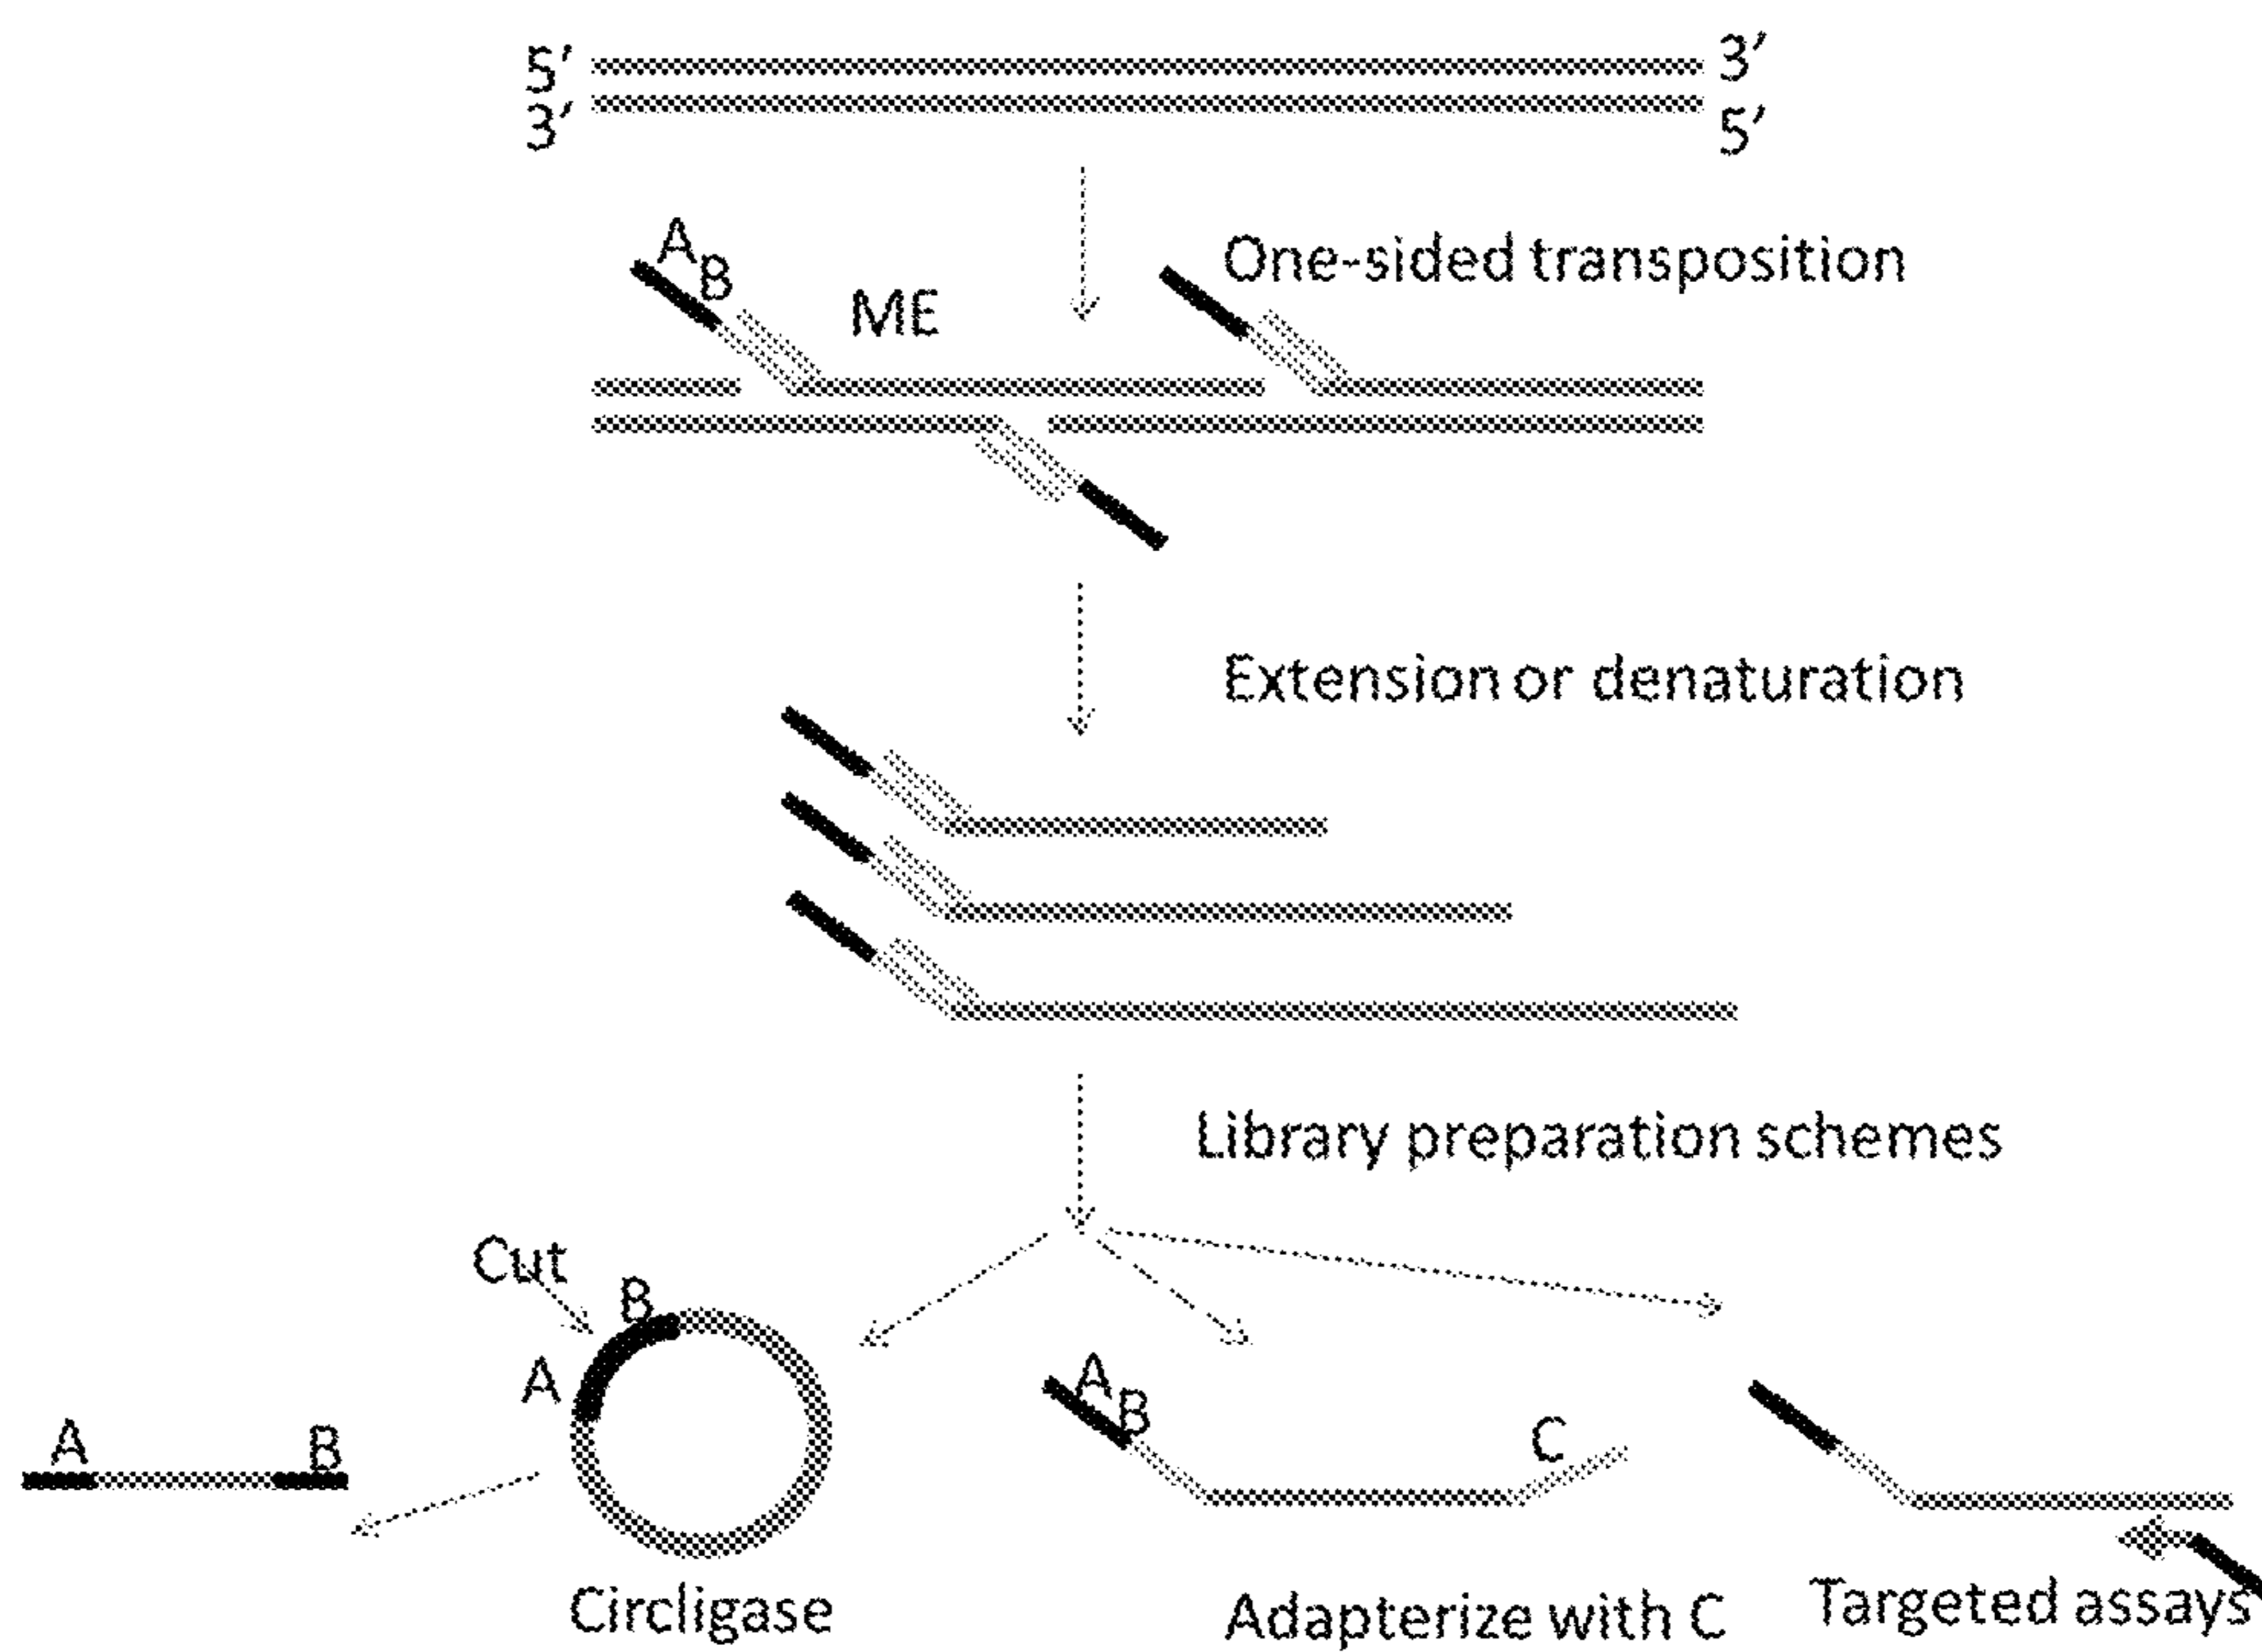 5' 3'
3' 5'
A
B
ME
One-sided transposition
Extension or denaturation
Library preparation schemes
Cut
B
A
A
B
A
B
C
Circligase
Adapterize with C
Targeted assays